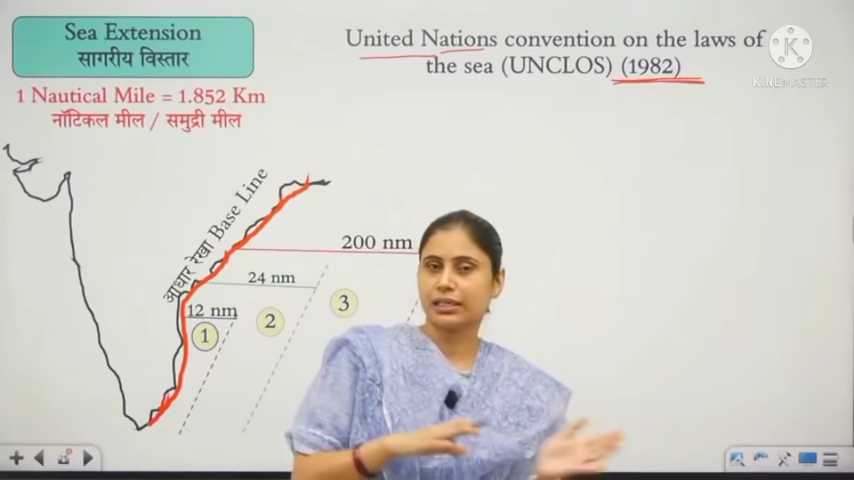 Sea Extension
सागरीय विस्तार
1 Nautical Mile = 1.852 Km
नॉटिकल मील / समुद्री मील
United Nations convention on the laws of
the sea (UNCLOS) (1982)
KINEMASTER
आधार रेखा Base Line
200 nm
24 nm
12 nm
1
2
3